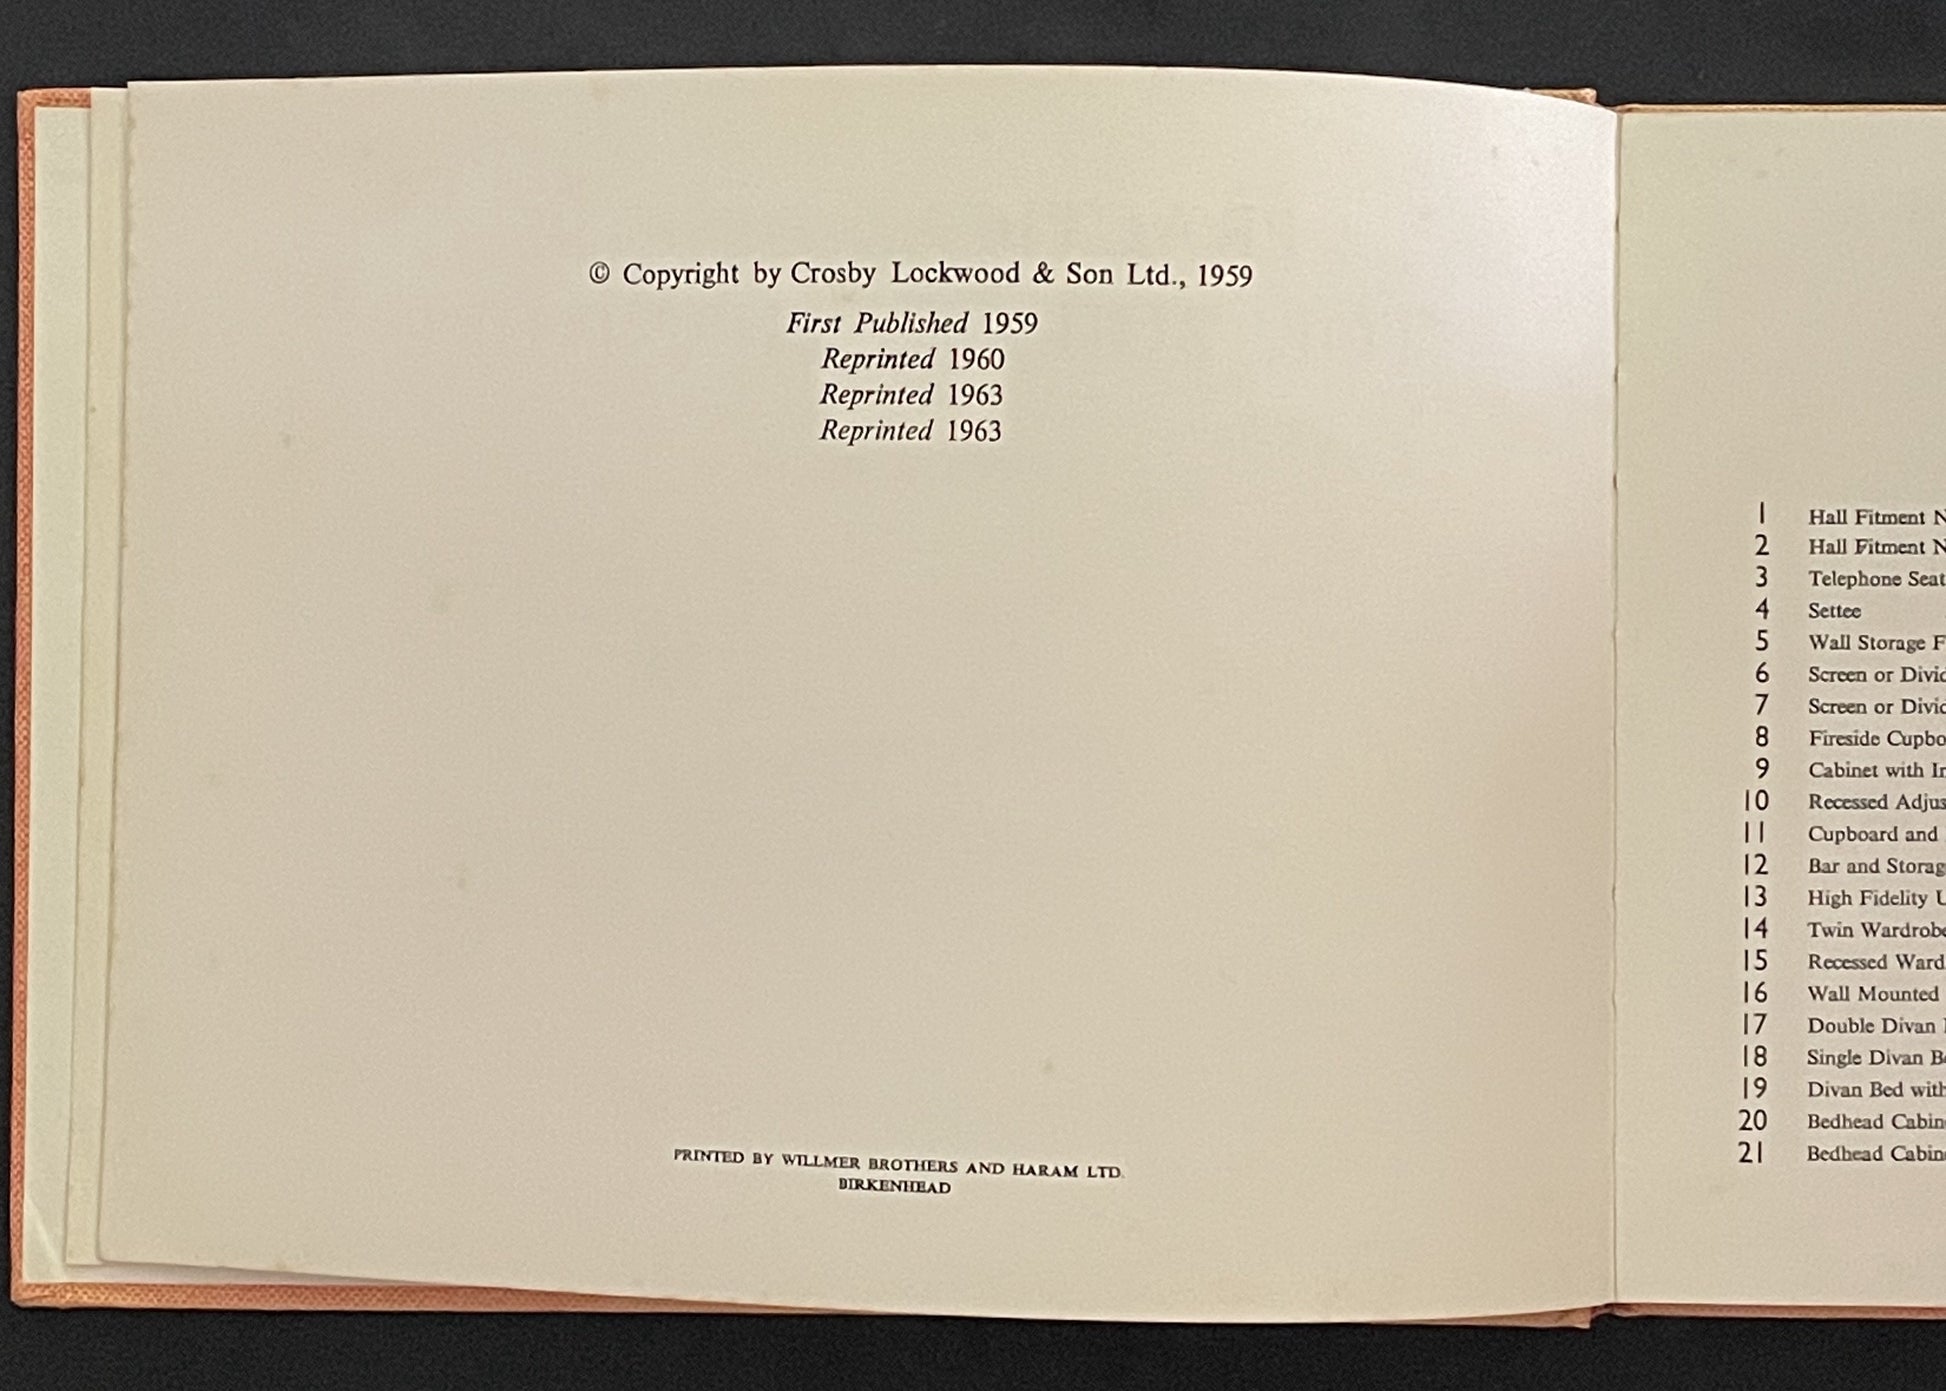 © Copyright by Crosby Lockwood & Son Ltd., 1959
First Published 1959
Reprinted 1960
Reprinted 1963
Reprinted 1963
PRINTED BY WILLMER BROTHERS AND HARAM LTD.
BIRKENHEAD
1 Hall Fitment
2 Hall Fitment
3 Telephone Seat
4 Settee
5 Wall Storage
6 Screen or
7 Screen or
8 Fireside
9 Cabinet with
10 Recessed
11 Cupboard and
12 Bar and
13 High Fidelity
14 Twin
15 Recessed
16 Wall Mounted
17 Double Divan
18 Single Divan
19 Divan Bed
20 Bedhead
21 Bedhead